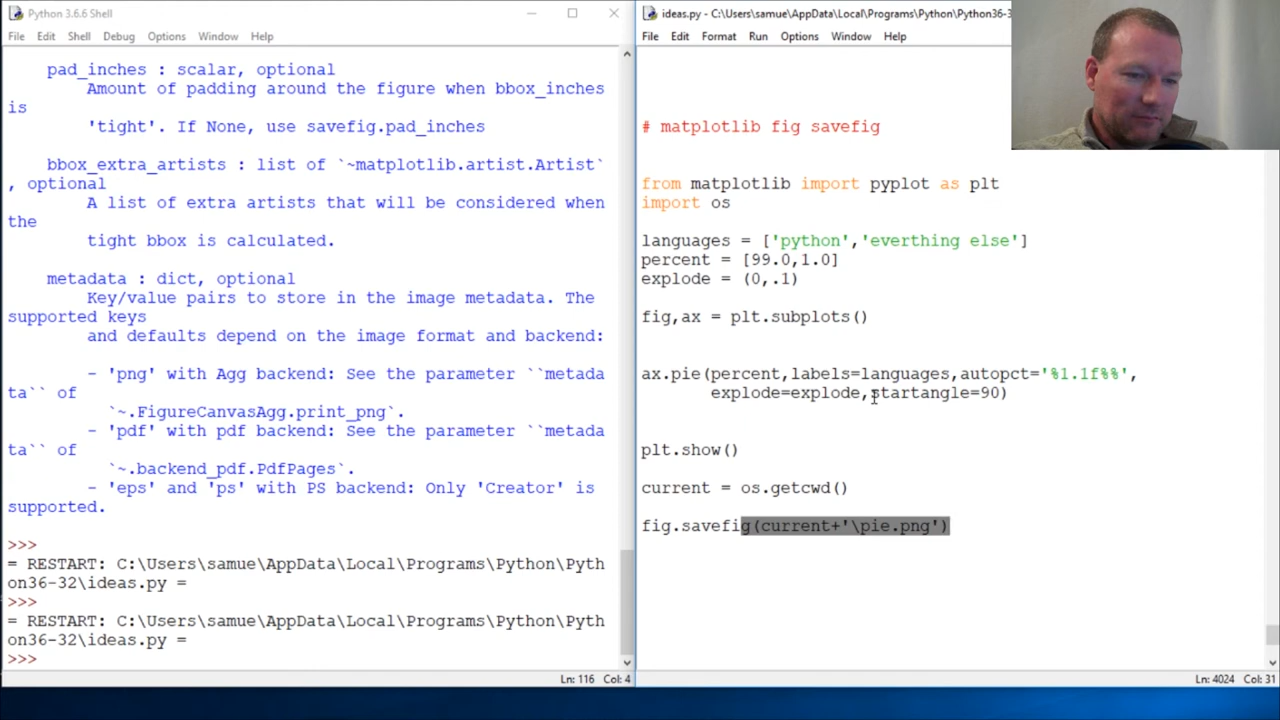 Python 3.6.6 Shell
File Edit Shell Debug Options Window Help
pad_inches : scalar, optional
Amount of padding around the figure when bbox_inches
is
'tight'. If None, use savefig.pad_inches
bbox_extra_artists : list of `~matplotlib.artist.Artist`
, optional
A list of extra artists that will be considered when
the
tight bbox is calculated.
metadata : dict, optional
Key/value pairs to store in the image metadata. The
supported keys
and defaults depend on the image format and backend:
- 'png' with Agg backend: See the parameter ``metada
ta`` of
`~.FigureCanvasAgg.print_png`.
- 'pdf' with pdf backend: See the parameter ``metada
ta`` of
`~.backend_pdf.PdfPages`.
- 'eps' and 'ps' with PS backend: Only 'Creator' is
supported.
>>>
= RESTART: C:\Users\samue\AppData\Local\Programs\Python\Pyth
on36-32\ideas.py =
>>>
= RESTART: C:\Users\samue\AppData\Local\Programs\Python\Pyth
on36-32\ideas.py =
>>>
Ln: 116 Col: 4
ideas.py - C:\Users\samue\AppData\Local\Programs\Python\Python36-3
File Edit Format Run Options Window Help
# matplotlib fig savefig
from matplotlib import pyplot as plt
import os
languages = ['python','everthing else']
percent = [99.0,1.0]
explode = (0,.1)
fig,ax = plt.subplots()
ax.pie(percent,labels=languages,autopct='%1.1f%%',
explode=explode,startangle=90)
plt.show()
current = os.getcwd()
fig.savefig(current+'\pie.png')
Ln: 4024 Col: 31